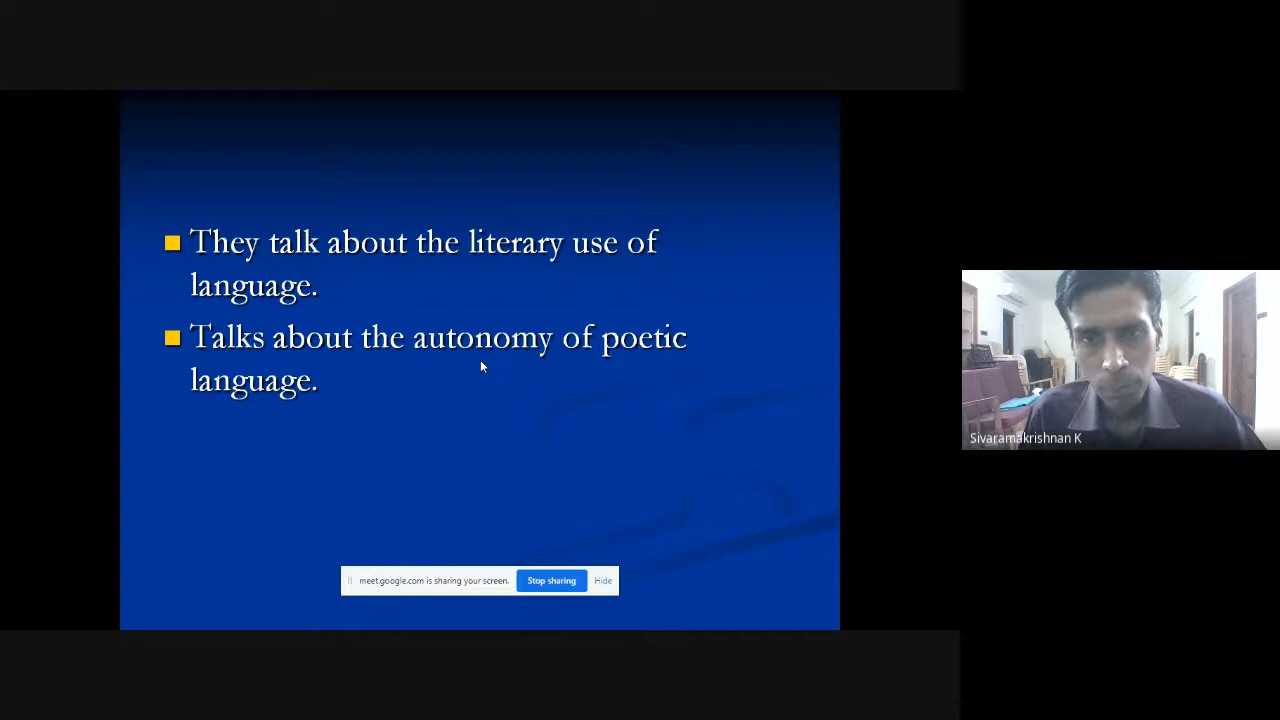 They talk about the literary use of
language.
Talks about the autonomy of poetic
language.
meet.google.com is sharing your screen.
Stop sharing
Hide
Sivaramakrishnan K